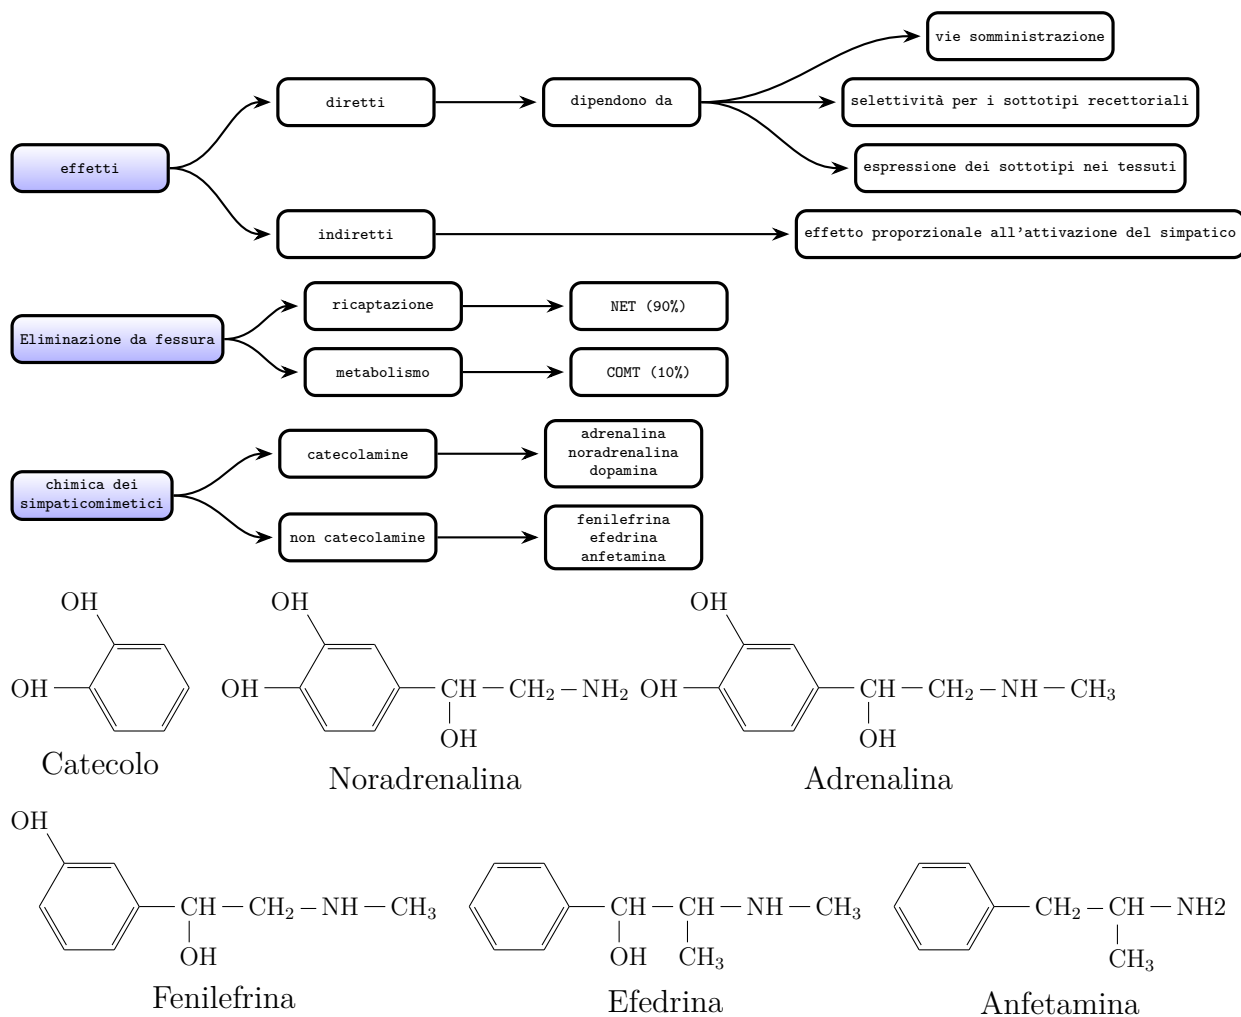 vie somministrazione
diretti
dipendono da
selettività per i sottotipi recettoriali
effetti
espressione dei sottotipi nei tessuti
indiretti
effetto proporzionale all'attivazione del simpatico
Eliminazione da fessura
ricaptazione
NET (90%)
metabolismo
COMT (10%)
chimica dei
simpaticomimetici
catecolamine
adrenalina
noradrenalina
dopamina
non catecolamine
fenilefrina
efedrina
anfetamina
OH
OH
Catecolo
OH
OH CH CH₂ NH₂
OH
Noradrenalina
OH
OH CH CH₂ NH CH₃
OH
Adrenalina
OH
CH CH₂ NH CH₃
OH
Fenilefrina
CH CH NH CH₃
OH CH₃
Efedrina
CH₂ CH NH2
CH₃
Anfetamina